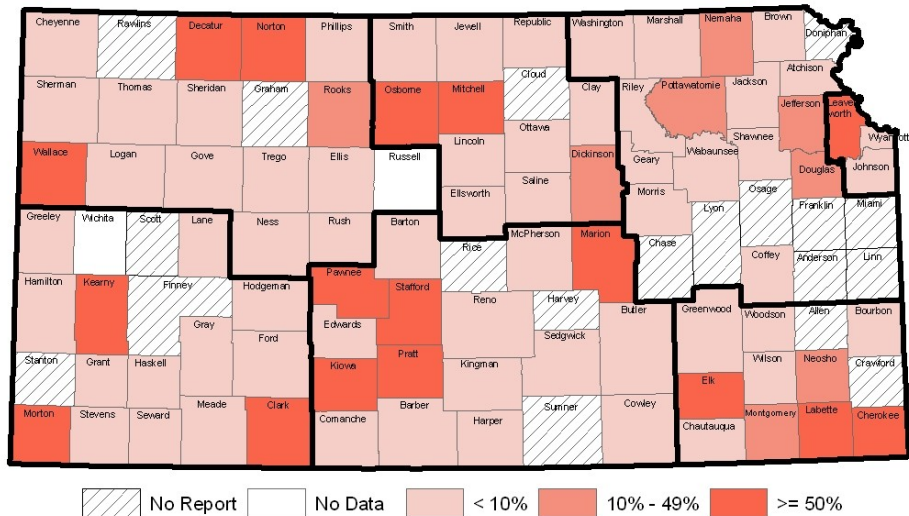 Cheyenne
Rawlins
Decatur
Norton
Phillips
Smith
Jewell
Republic
Washington
Marshall
Nemaha
Brown
Doniphan
Sherman
Thomas
Sheridan
Graham
Rooks
Osborne
Mitchell
Cloud
Clay
Riley
Pottawatomie
Jackson
Atchison
Jefferson
Leaven
worth
Wyandott
Wallace
Logan
Gove
Trego
Ellis
Russell
Lincoln
Ottawa
Dickinson
Geary
Wabaunsee
Shawnee
Douglas
Johnson
Ellsworth
Saline
Morris
Osage
Franklin
Miami
Greeley
Wichita
Scott
Lane
Ness
Rush
Barton
Rice
McPherson
Marion
Chase
Lyon
Coffey
Anderson
Linn
Hamilton
Kearny
Finney
Hodgeman
Pawnee
Stafford
Reno
Harvey
Butler
Greenwood
Woodson
Allen
Bourbon
Gray
Ford
Edwards
Sedgwick
Stanton
Grant
Haskell
Kiowa
Pratt
Kingman
Elk
Wilson
Neosho
Crawford
Morton
Stevens
Seward
Meade
Clark
Comanche
Barber
Harper
Sumner
Cowley
Chautauqua
Montgomery
Labette
Cherokee
No Report
No Data
< 10%
10% - 49%
>= 50%